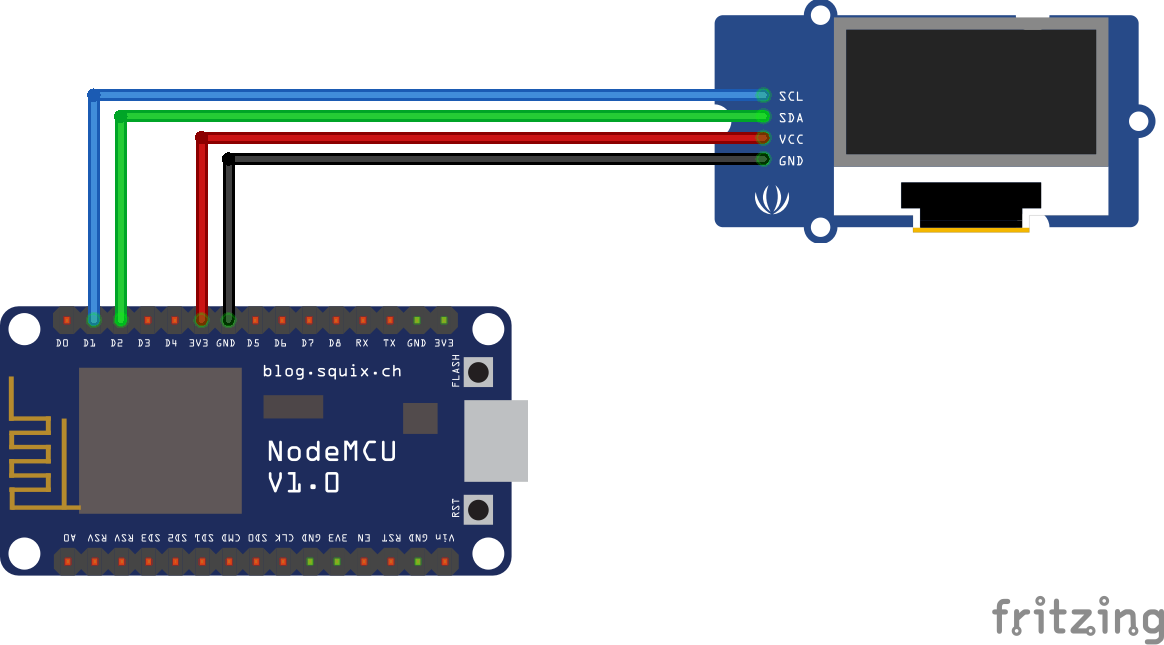 SCL
SDA
VCC
GND
D0 D1 D2 D3 D4 3V3 GND D5 D6 D7 D8 RX TX GND 3V3
blog.squix.ch
FLASH
NodeMCU
V1.0
RST
A0 RSV RSV SD3 SD2 SD1 CMD SD0 CLK GND 3V3 EN RST GND Vin
fritzing